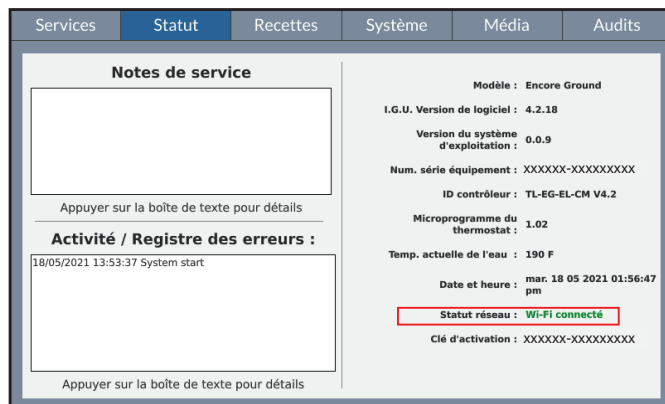 Services Statut Recettes Système Média Audits
Notes de service
Appuyer sur la boîte de texte pour détails
Activité / Registre des erreurs :
18/05/2021 13:53:37 System start
Appuyer sur la boîte de texte pour détails
Modèle : Encore Ground
I.G.U. Version de logiciel : 4.2.18
Version du système
d'exploitation : 0.0.9
Num. série équipement : XXXXXX-XXXXXXXXX
ID contrôleur : TL-EG-EL-CM V4.2
Microprogramme du
thermostat : 1.02
Temp. actuelle de l'eau : 190 F
Date et heure : mar. 18 05 2021 01:56:47
pm
Statut réseau : Wi-Fi connecté
Clé d'activation : XXXXXX-XXXXXXXXX